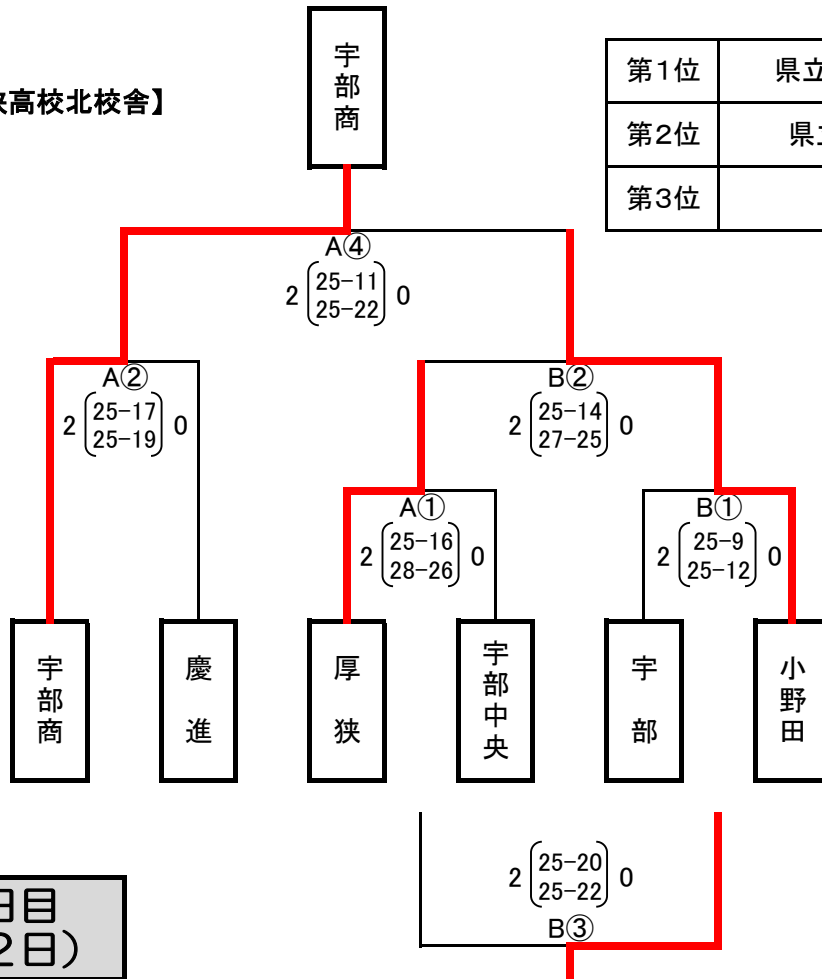 宇部商
狭高校北校舎】
第1位 県立
第2位 県立
第3位
A④
2 25-11 0
25-22
A②
2 25-17 0
25-19
B②
2 25-14 0
27-25
A①
2 25-16 0
28-26
B①
2 25-9 0
25-12
宇部商
慶進
厚狭
宇部中央
宇部
小野田
2 25-20 0
25-22
B③
日目
2日）